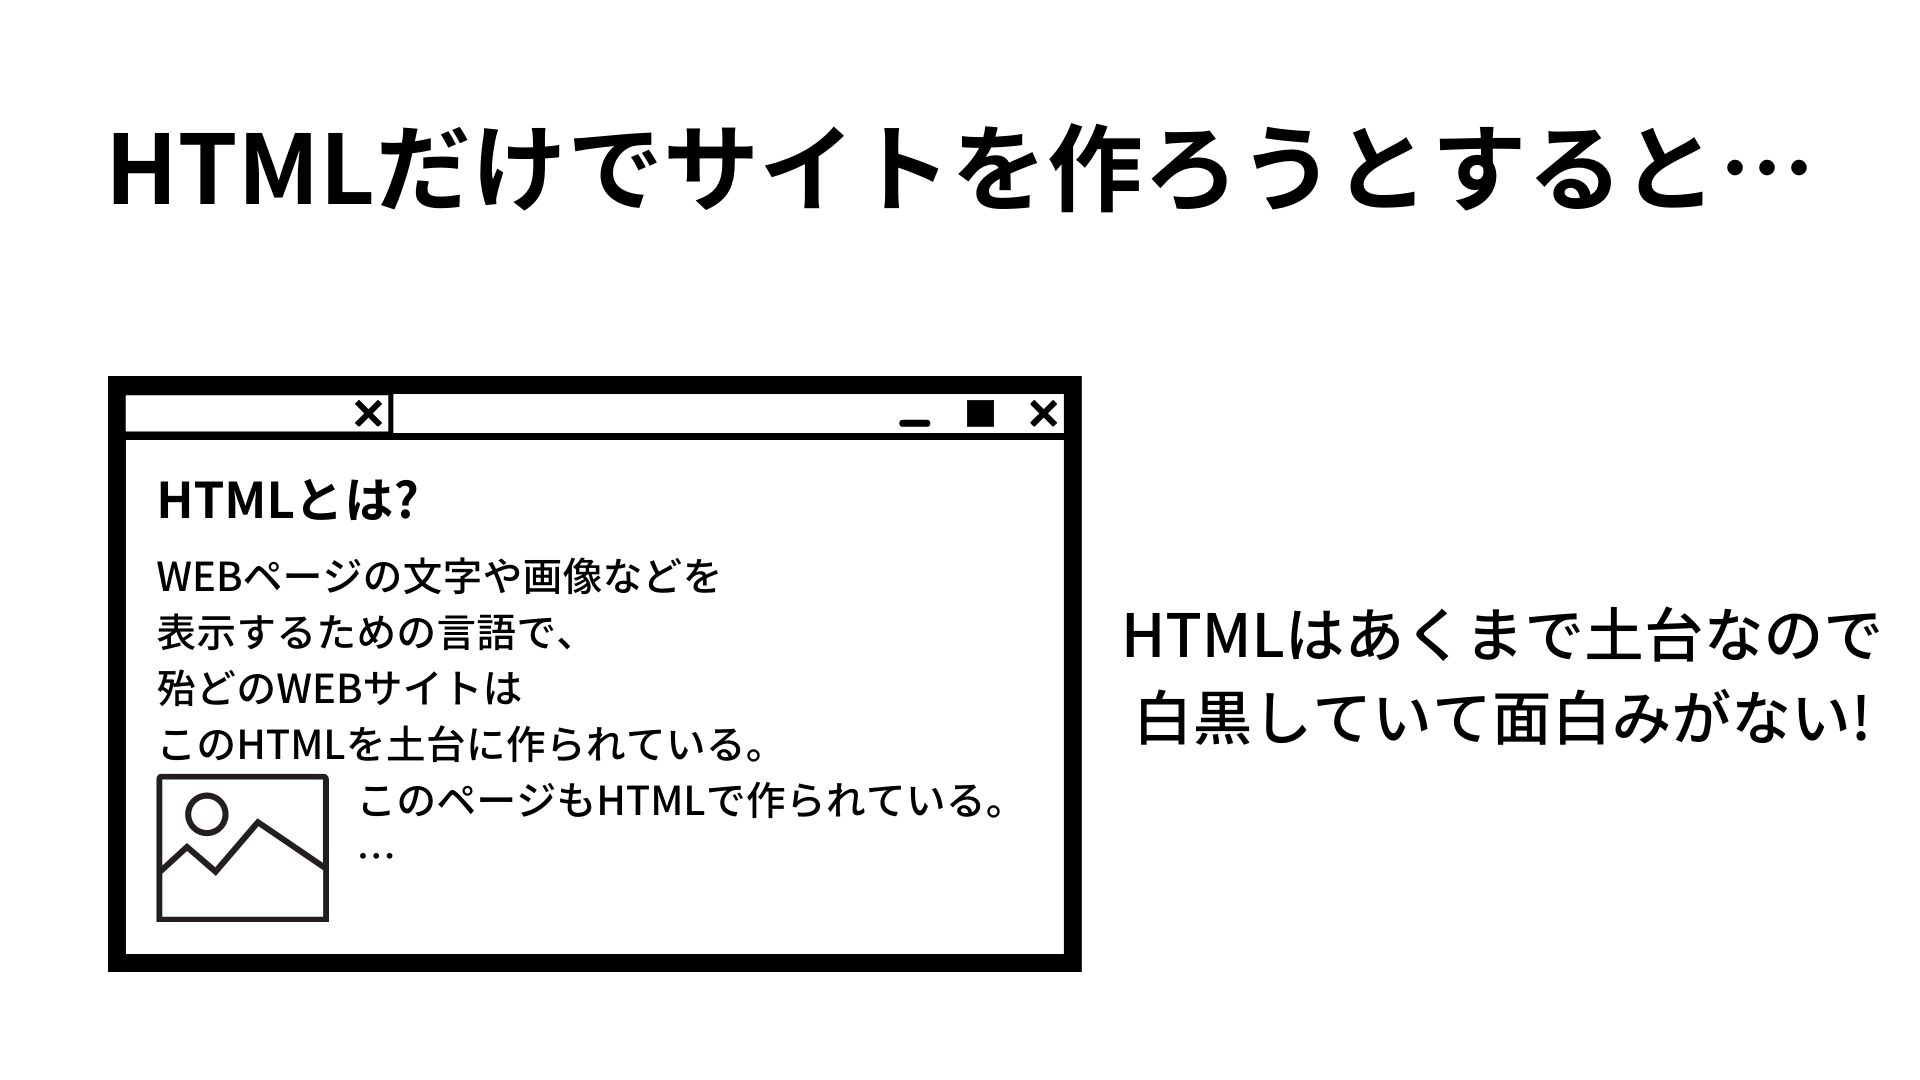 HTMLだけでサイトを作ろうとすると…
HTMLとは?
WEBページの文字や画像などを
表示するための言語で、
殆どのWEBサイトは
このHTMLを土台に作られている。
このページもHTMLで作られている。
…
HTMLはあくまで土台なので
白黒していて面白みがない!